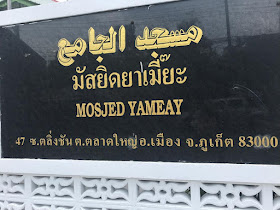 مسجد الجامع
มัสยิดยาเมี๊ยะ
MOSJED YAMEAY
47 ซ.ตลิ่งชัน ต.ตลาดใหญ่ อ.เมือง จ.ภูเก็ต 83000